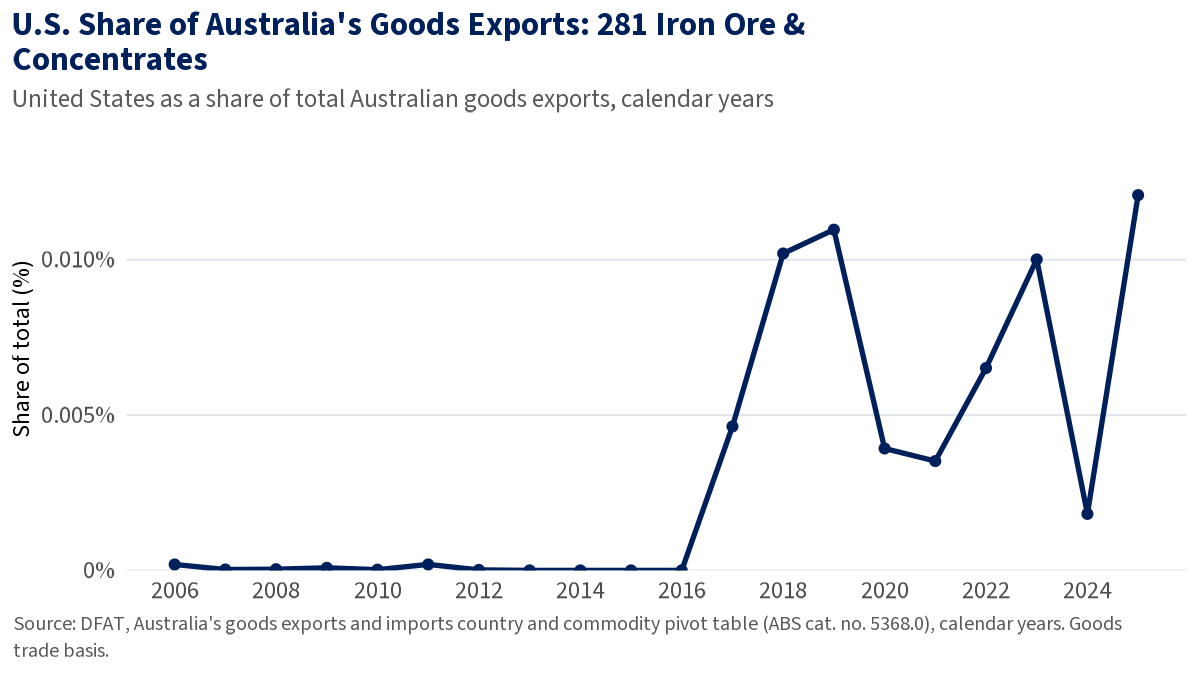 U.S. Share of Australia's Goods Exports: 281 Iron Ore &
Concentrates
United States as a share of total Australian goods exports, calendar years
Share of total (%)
0.010%
0.005%
0%
2006 2008 2010 2012 2014 2016 2018 2020 2022 2024
Source: DFAT, Australia's goods exports and imports country and commodity pivot table (ABS cat. no. 5368.0), calendar years. Goods
trade basis.